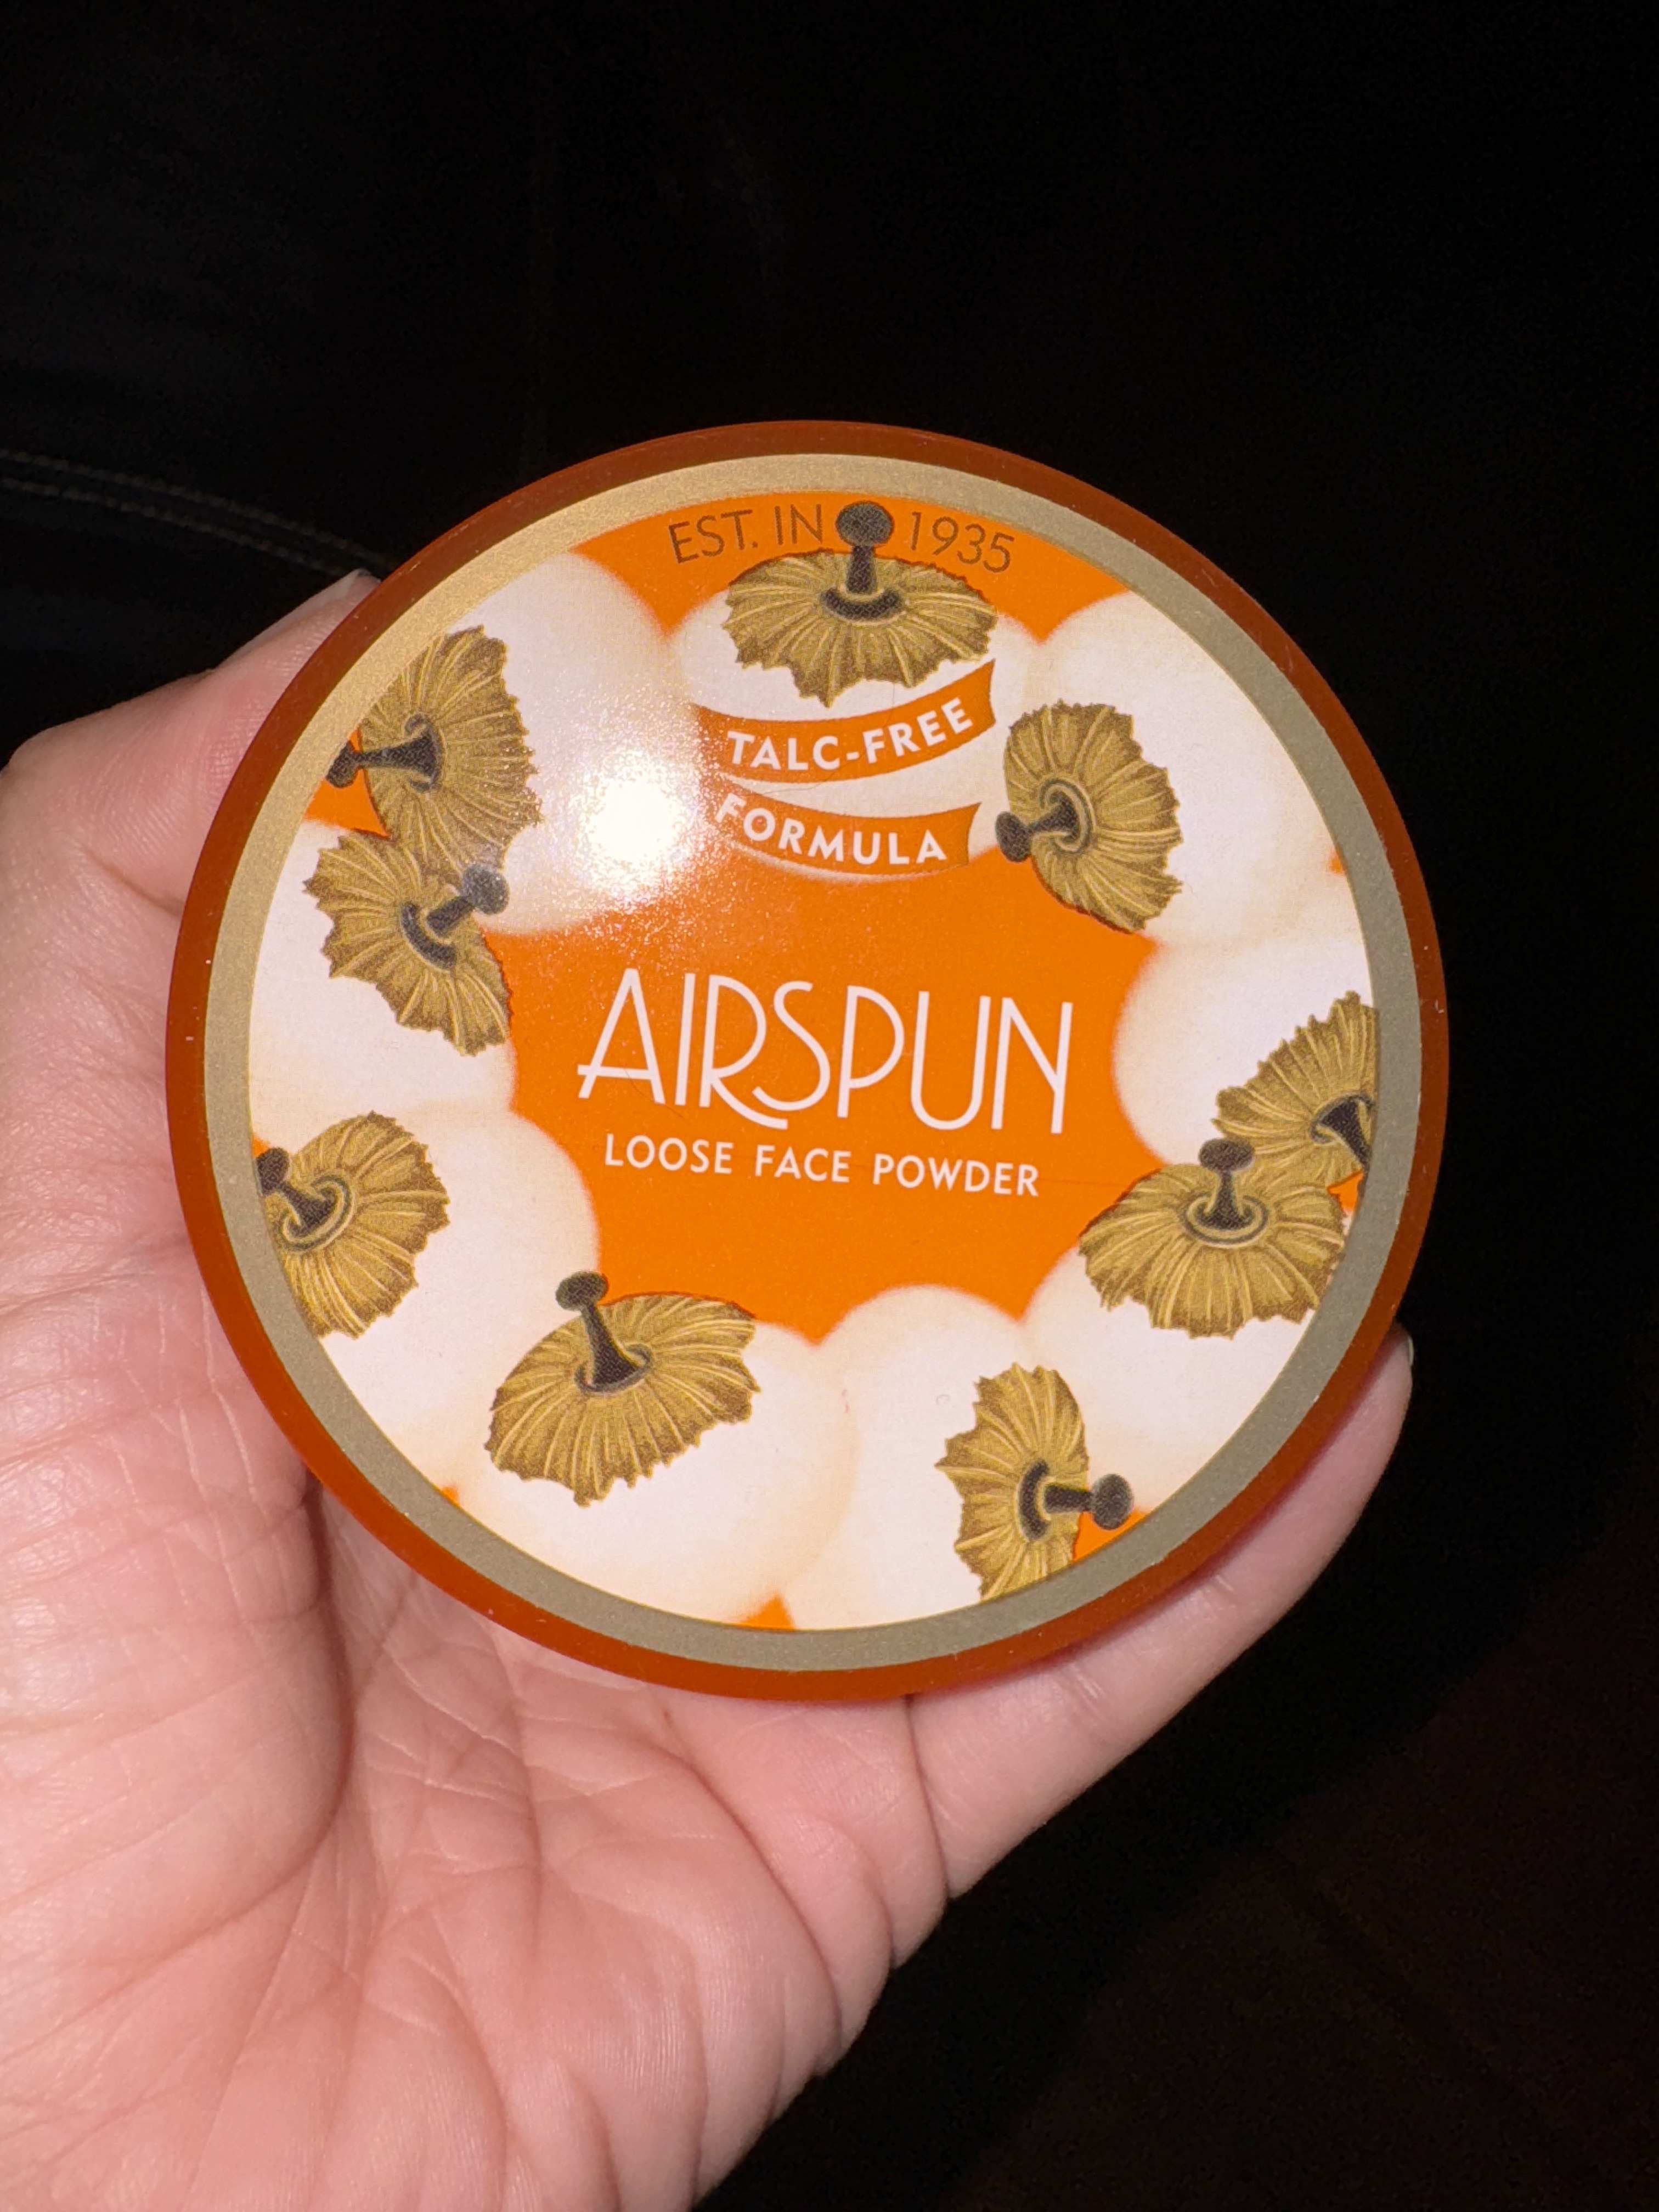 EST. IN 1935
TALC-FREE
FORMULA
AIRSPUN
LOOSE FACE POWDER